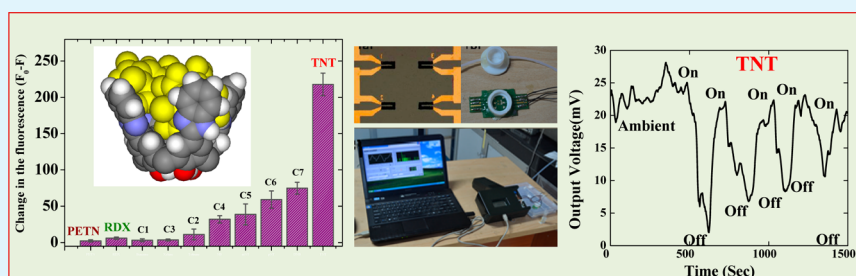 Change in the fluorescence (F0-F)
250
200
150
100
50
0
PETN
RDX
C1
C3
C2
C4
C5
C6
C7
TNT
Output Voltage(mV)
30
25
20
15
10
5
0
TNT
Ambient
On
On
On
On
Off
Off
Off
Off
Off
0
500
1000
1500
Time (Sec)